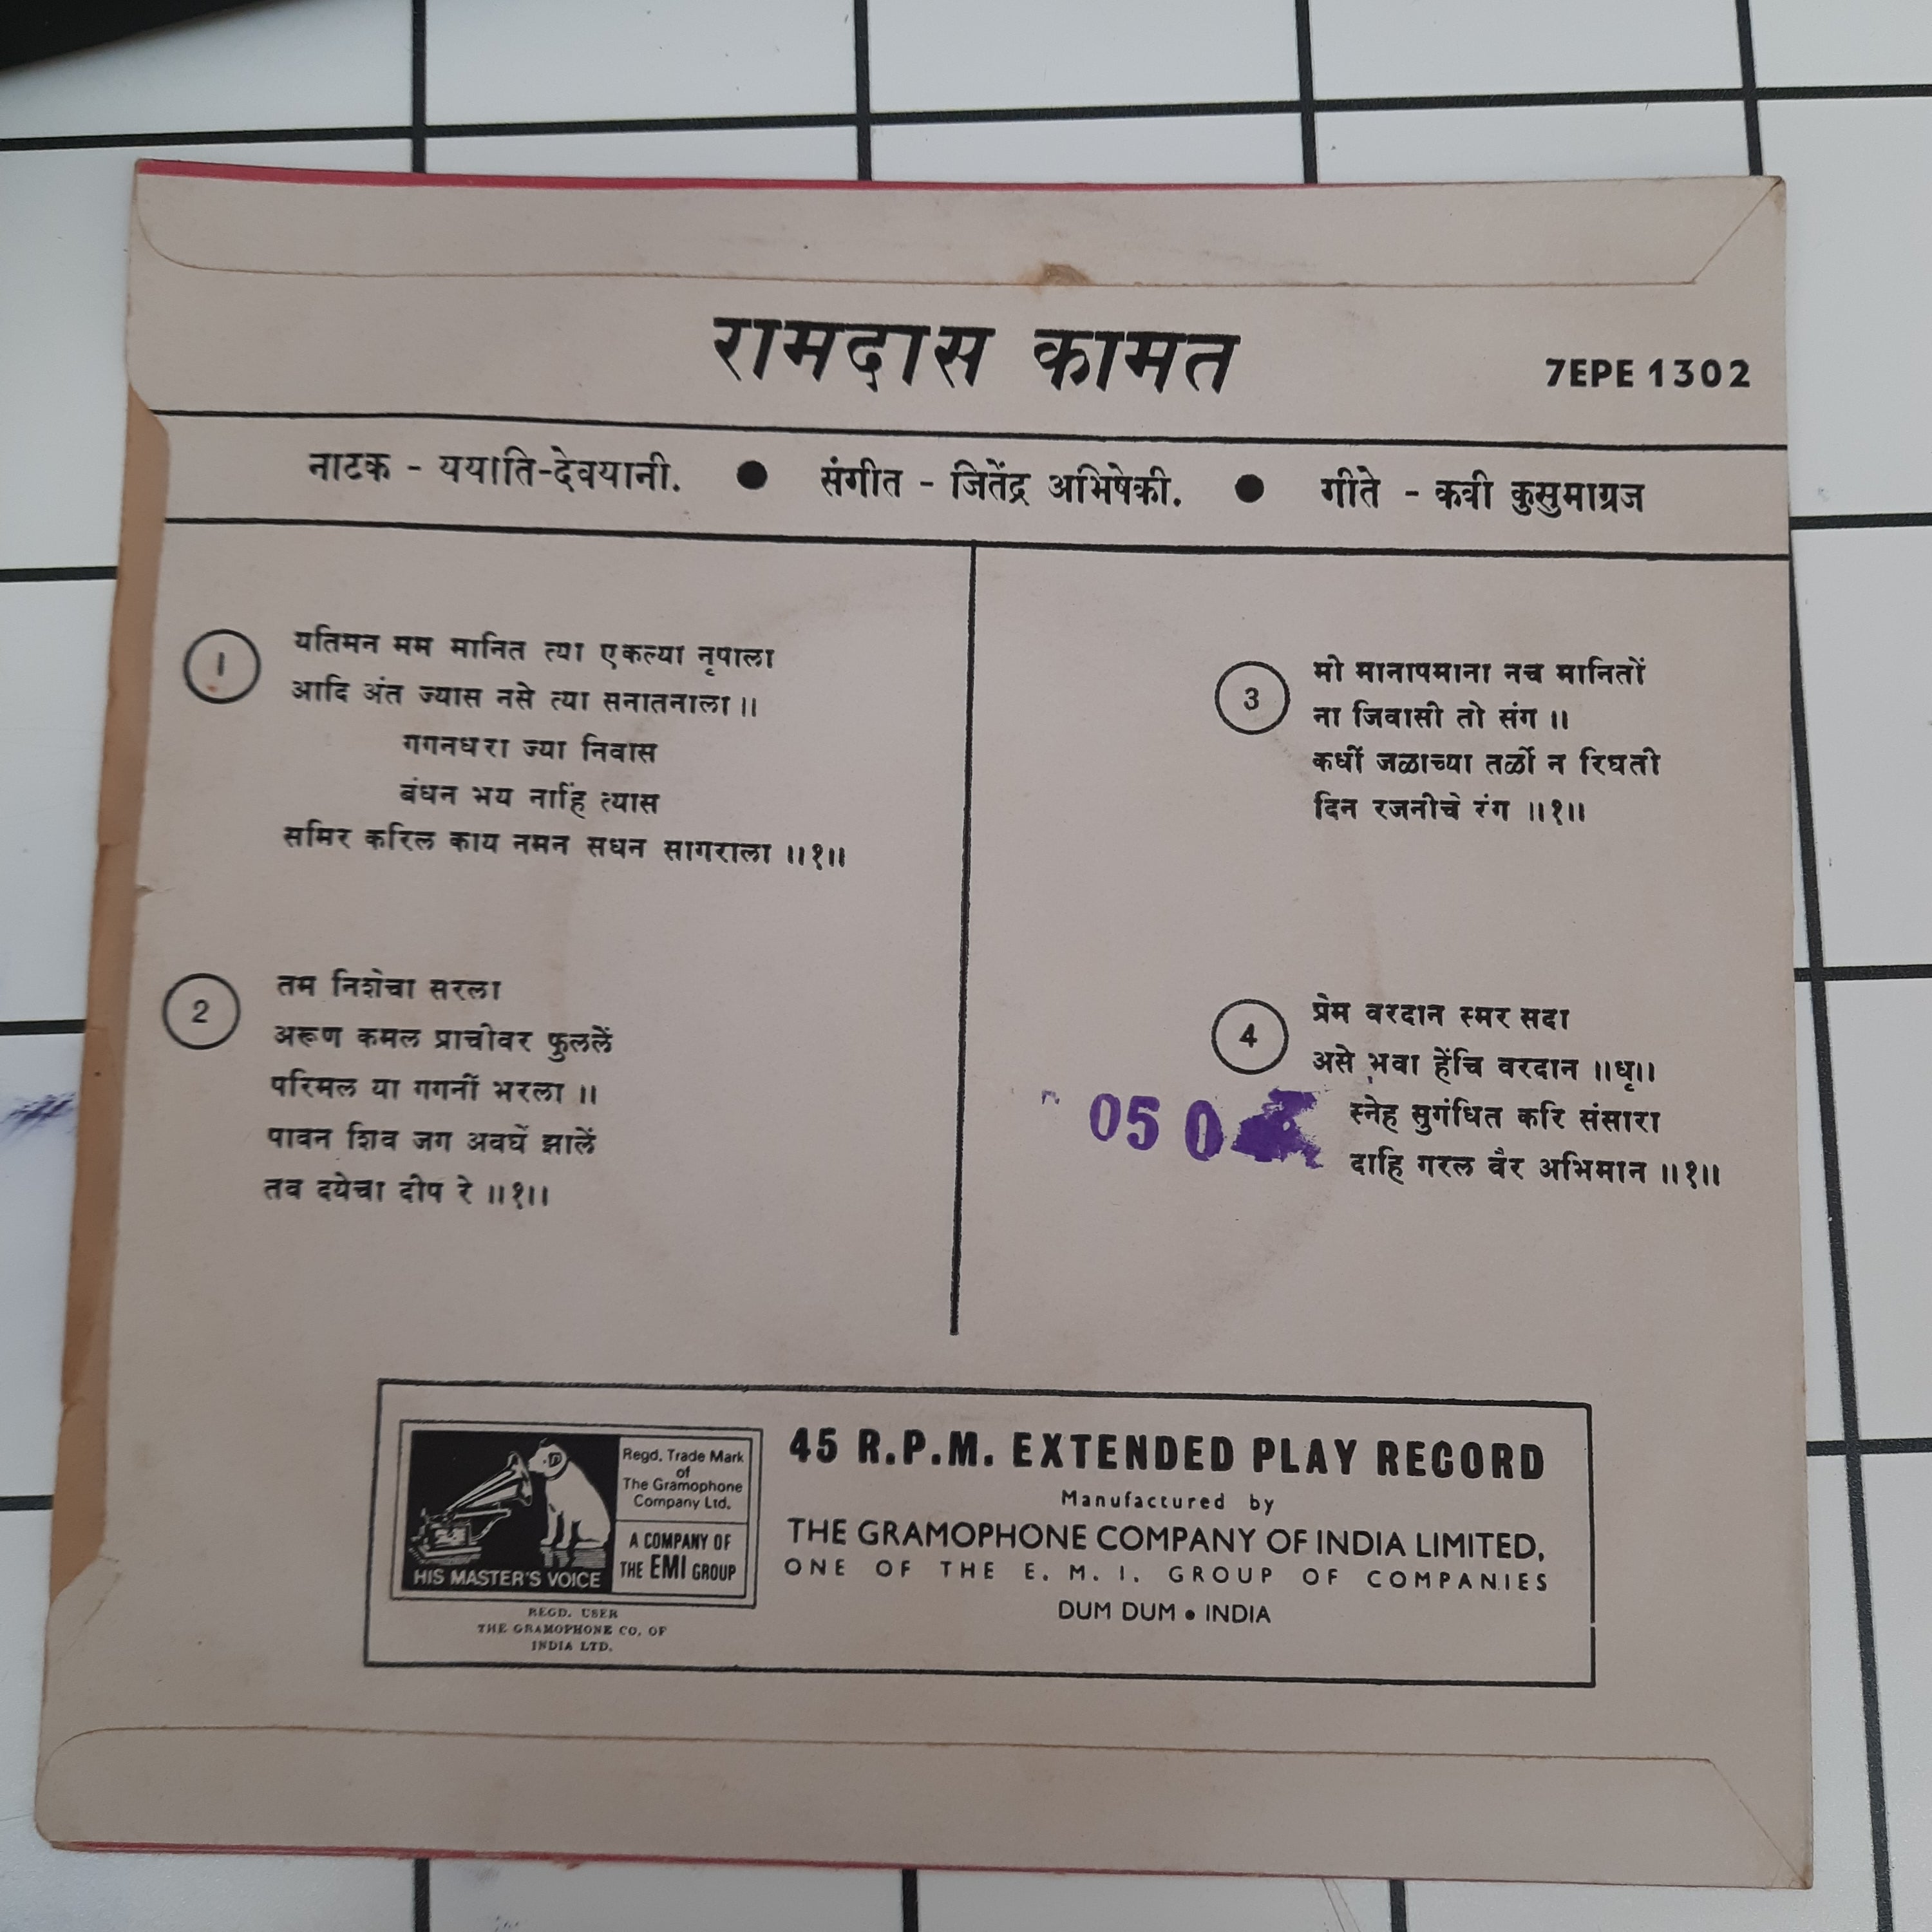 रामदास कामत
7EPE 1302
नाटक - ययाति-देवयानी. ● संगीत - जितेंद्र अभिषेकी. ● गीते - कवी कुसुमाग्रज
1
यतिमन मम मानित त्या एकल्या नृपाला
आदि अंत ज्यास नसे त्या सनातनाला ॥
गगनधरा ज्या निवास
बंधन भय नाहिं त्यास
समिर करिल काय नमन सधन सागराला ॥१॥
2
तम निशेचा सरला
अरूण कमल प्राचीवर फुललें
परिमल या गगनीं भरला ॥
पावन शिव जग अवघें झालें
तव दयेचा दीप रे ॥१॥
3
मी मानापमाना नच मानितों
ना जिवासी तो संग ॥
कधीं जळाच्या तळीं न रिघती
दिन रजनीचे रंग ॥१॥
4
प्रेम वरदान स्मर सदा
असे भवा हेंचि वरदान ॥धृ॥
स्नेह सुगंधित करि संसारा
दाहि गरल वैर अभिमान ॥१॥
050
HIS MASTER'S VOICE
Regd. Trade Mark
of
The Gramophone
Company Ltd.
A COMPANY OF
THE EMI GROUP
REGD. USER
THE GRAMOPHONE CO. OF
INDIA LTD.
45 R.P.M. EXTENDED PLAY RECORD
Manufactured by
THE GRAMOPHONE COMPANY OF INDIA LIMITED,
ONE OF THE E. M. I. GROUP OF COMPANIES
DUM DUM ● INDIA